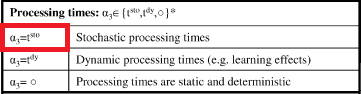 Processing times: α₃∈{tˢᵗᵒ,tᵈʸ,○}*
α₃=tˢᵗᵒ Stochastic processing times
α₃=tᵈʸ Dynamic processing times (e.g. learning effects)
α₃= ○ Processing times are static and deterministic